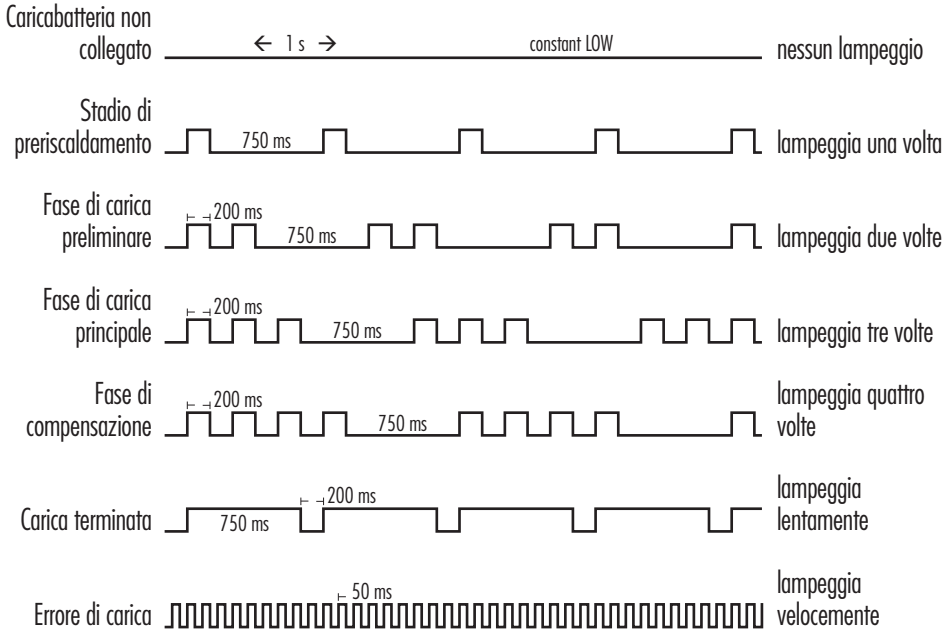 Caricabatteria non
collegato
← 1 s →
constant LOW
nessun lampeggio
Stadio di
preriscaldamento
750 ms
lampeggia una volta
Fase di carica
preliminare
200 ms
750 ms
lampeggia due volte
Fase di carica
principale
200 ms
750 ms
lampeggia tre volte
Fase di
compensazione
200 ms
750 ms
lampeggia quattro
volte
Carica terminata
750 ms
200 ms
lampeggia
lentamente
Errore di carica
50 ms
lampeggia
velocemente